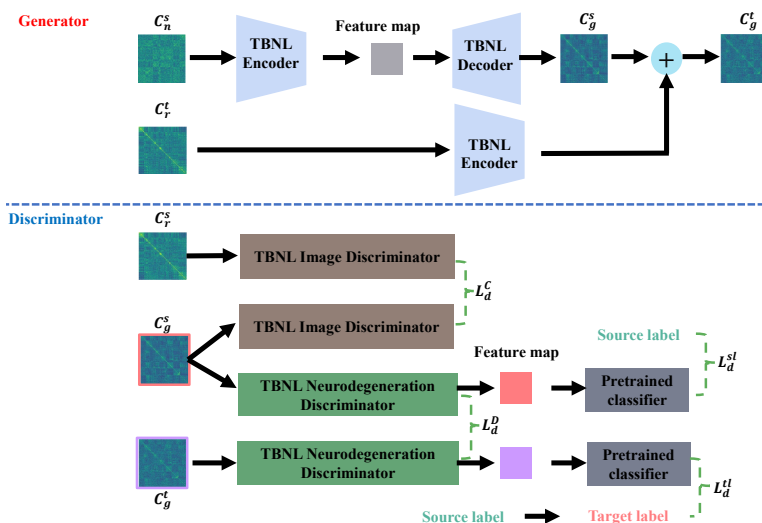 Generator
C_n^s
TBNL
Encoder
Feature map
TBNL
Decoder
C_g^s
+
C_g^t
C_r^t
TBNL
Encoder
Discriminator
C_r^s
TBNL Image Discriminator
L_d^C
C_g^s
TBNL Image Discriminator
Source label
Feature map
L_d^{sl}
TBNL Neurodegeneration
Discriminator
Pretrained
classifier
L_d^D
TBNL Neurodegeneration
Discriminator
Pretrained
classifier
L_d^{tl}
C_g^t
Source label
Target label